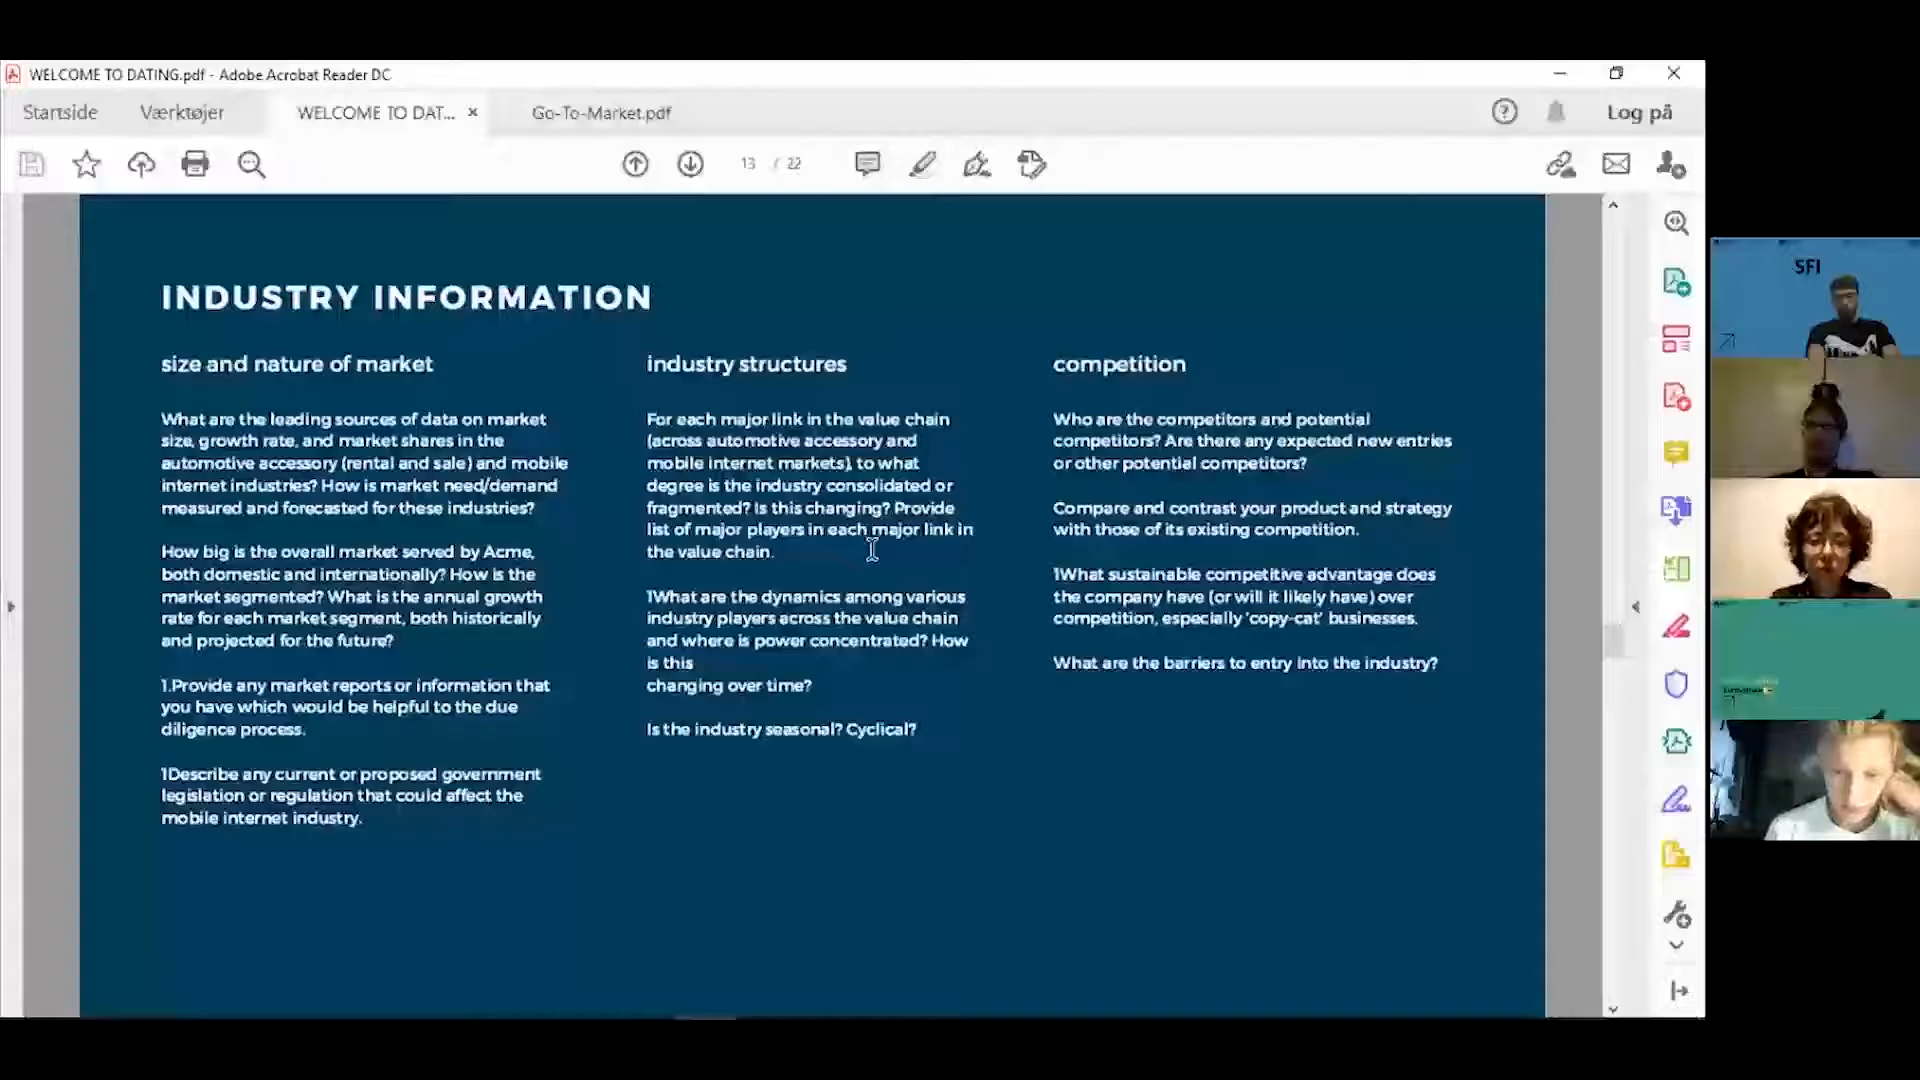 WELCOME TO DATING.pdf - Adobe Acrobat Reader DC
Startside
Værktøjer
WELCOME TO DAT...
Go-To-Market.pdf
Log på
13 / 22
INDUSTRY INFORMATION
size and nature of market
What are the leading sources of data on market
size, growth rate, and market shares in the
automotive accessory (rental and sale) and mobile
internet industries? How is market need/demand
measured and forecasted for these industries?
How big is the overall market served by Acme,
both domestic and internationally? How is the
market segmented? What is the annual growth
rate for each market segment, both historically
and projected for the future?
1.Provide any market reports or information that
you have which would be helpful to the due
diligence process.
1Describe any current or proposed government
legislation or regulation that could affect the
mobile internet industry.
industry structures
For each major link in the value chain
(across automotive accessory and
mobile internet markets), to what
degree is the industry consolidated or
fragmented? Is this changing? Provide
list of major players in each major link in
the value chain.
1What are the dynamics among various
industry players across the value chain
and where is power concentrated? How
is this
changing over time?
Is the industry seasonal? Cyclical?
competition
Who are the competitors and potential
competitors? Are there any expected new entries
or other potential competitors?
Compare and contrast your product and strategy
with those of its existing competition.
1What sustainable competitive advantage does
the company have (or will it likely have) over
competition, especially 'copy-cat' businesses.
What are the barriers to entry into the industry?
SFI